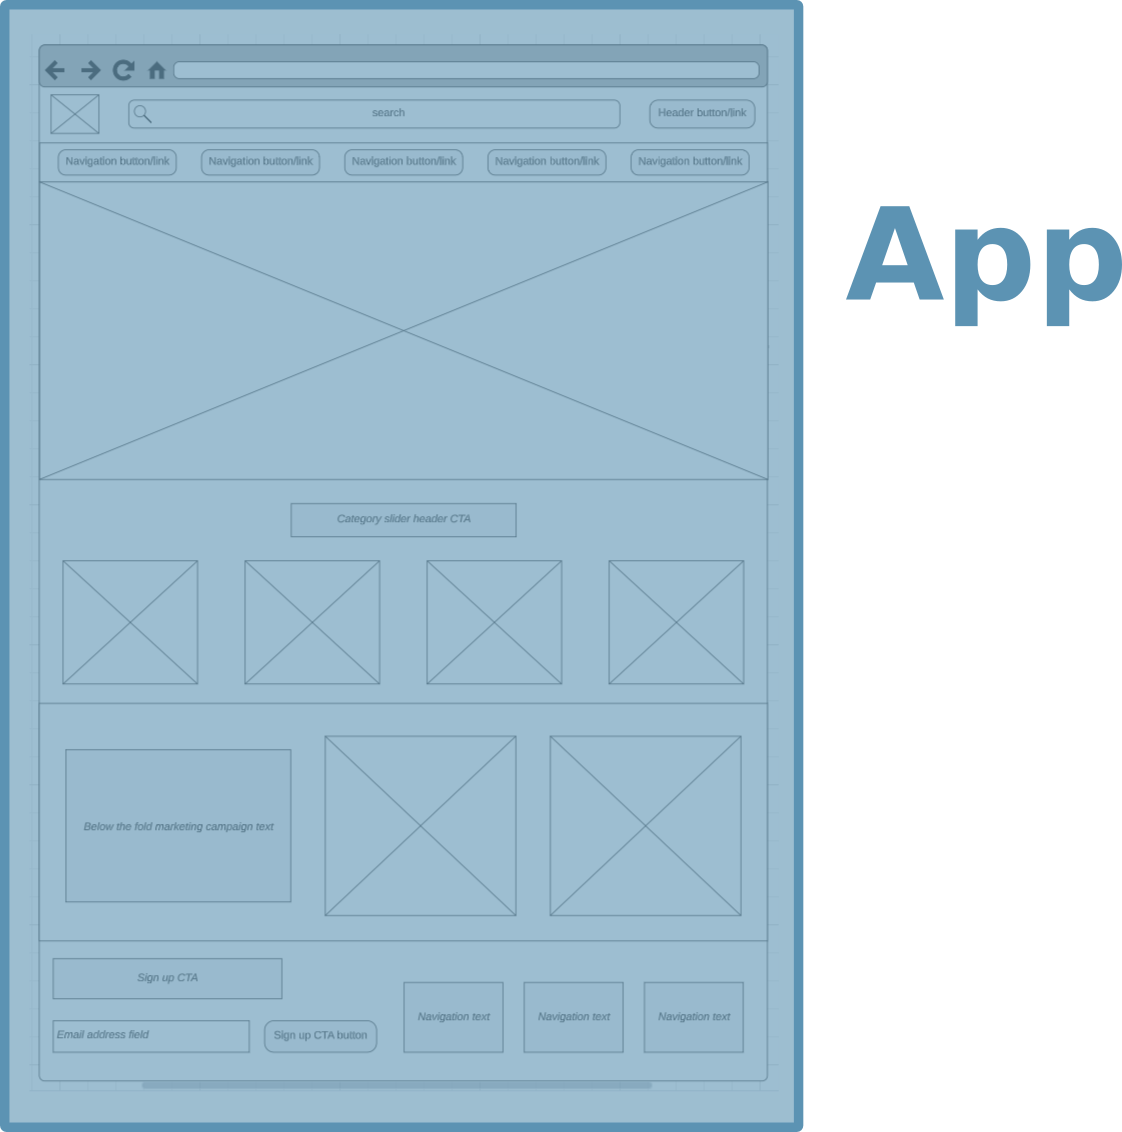 App
search
Header button/link
Navigation button/link
Navigation button/link
Navigation button/link
Navigation button/link
Navigation button/link
Category slider header CTA
Below the fold marketing campaign text
Sign up CTA
Email address field
Sign up CTA button
Navigation text
Navigation text
Navigation text